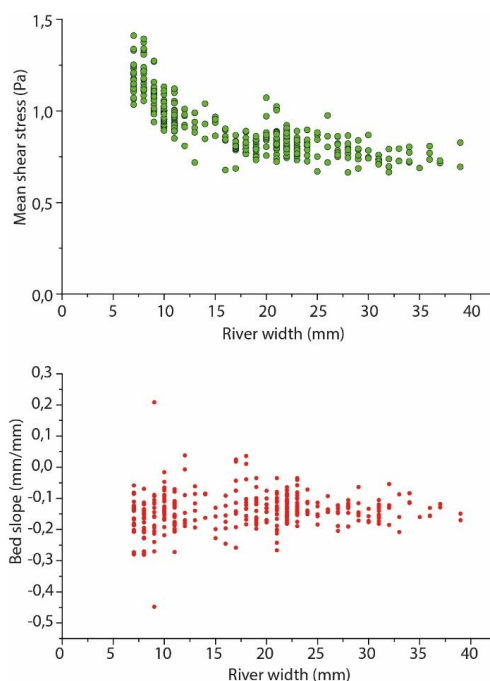 Mean shear stress (Pa)
1,5
1,0
0,5
0,0
0 5 10 15 20 25 30 35 40
River width (mm)
Bed slope (mm/mm)
0,3
0,2
0,1
0,0
-0,1
-0,2
-0,3
-0,4
-0,5
0 5 10 15 20 25 30 35 40
River width (mm)